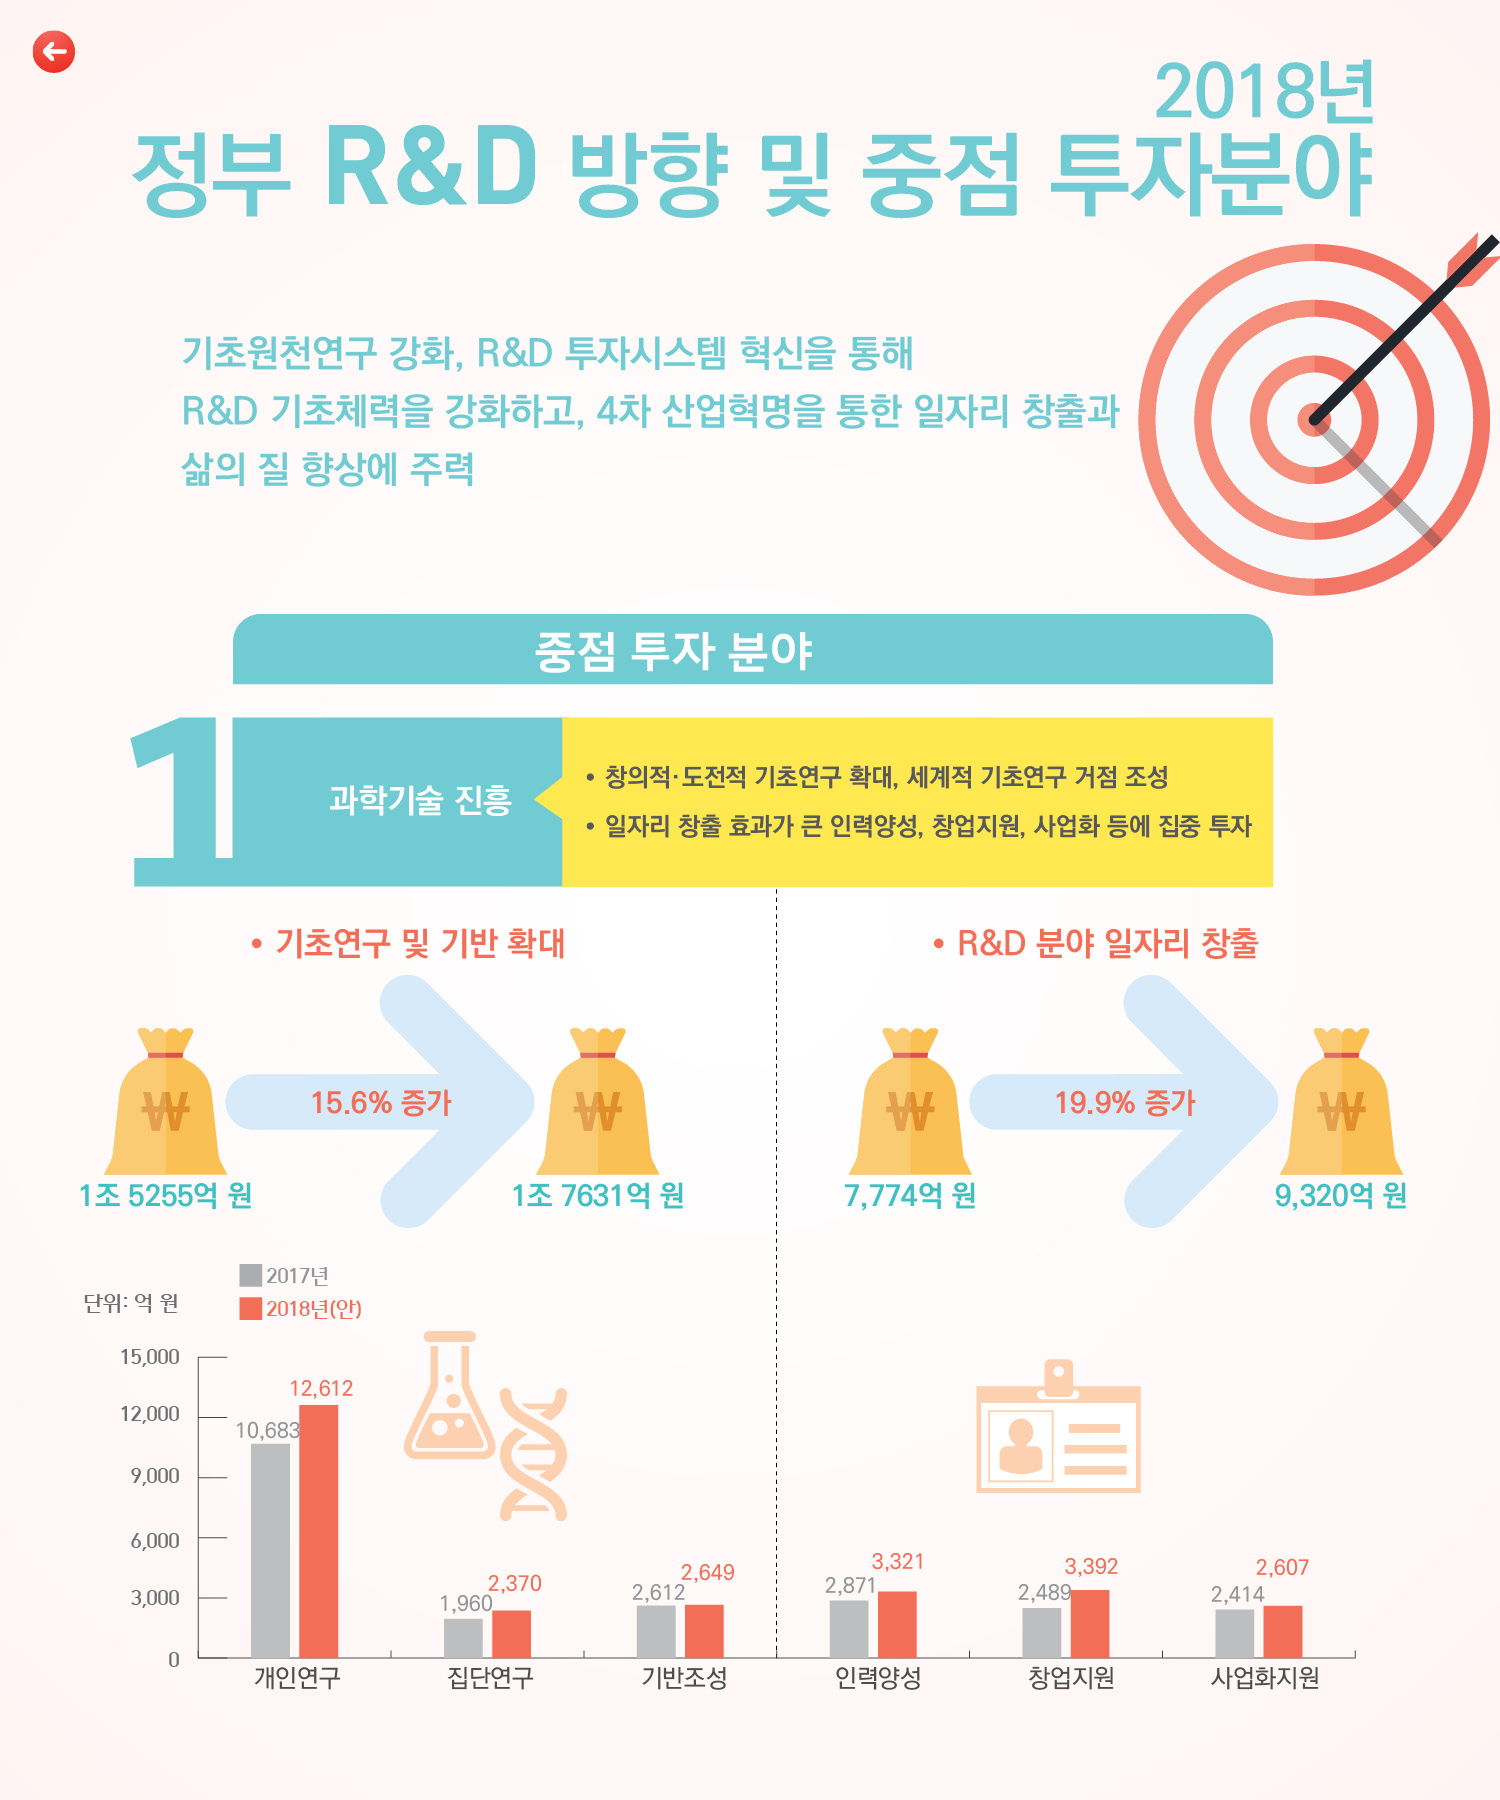 2018년
정부 R&D 방향 및 중점 투자분야
기초원천연구 강화, R&D 투자시스템 혁신을 통해
R&D 기초체력을 강화하고, 4차 산업혁명을 통한 일자리 창출과
삶의 질 향상에 주력
중점 투자 분야
1
과학기술 진흥
• 창의적·도전적 기초연구 확대, 세계적 기초연구 거점 조성
• 일자리 창출 효과가 큰 인력양성, 창업지원, 사업화 등에 집중 투자
• 기초연구 및 기반 확대
₩
15.6% 증가
₩
1조 5255억 원
1조 7631억 원
• R&D 분야 일자리 창출
₩
19.9% 증가
₩
7,774억 원
9,320억 원
2017년
2018년(안)
단위: 억 원
15,000
12,000
9,000
6,000
3,000
0
10,683
12,612
1,960
2,370
2,612
2,649
2,871
3,321
2,489
3,392
2,414
2,607
개인연구
집단연구
기반조성
인력양성
창업지원
사업화지원